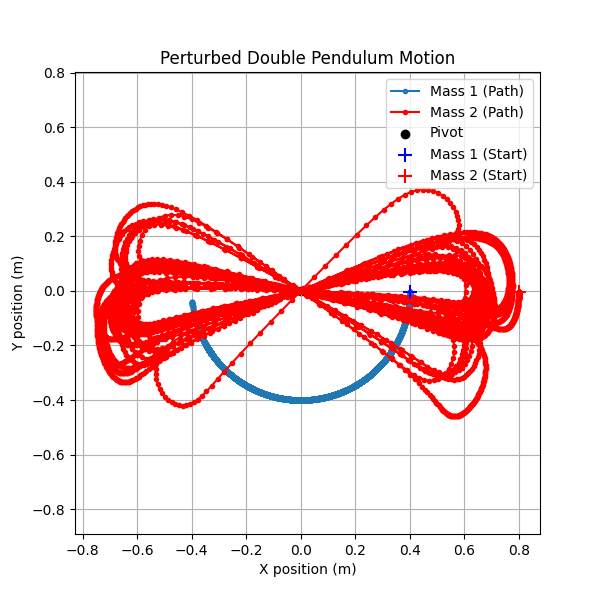 Perturbed Double Pendulum Motion
Mass 1 (Path)
Mass 2 (Path)
Pivot
Mass 1 (Start)
Mass 2 (Start)
Y position (m)
0.8
0.6
0.4
0.2
0.0
−0.2
−0.4
−0.6
−0.8
−0.8 −0.6 −0.4 −0.2 0.0 0.2 0.4 0.6 0.8
X position (m)